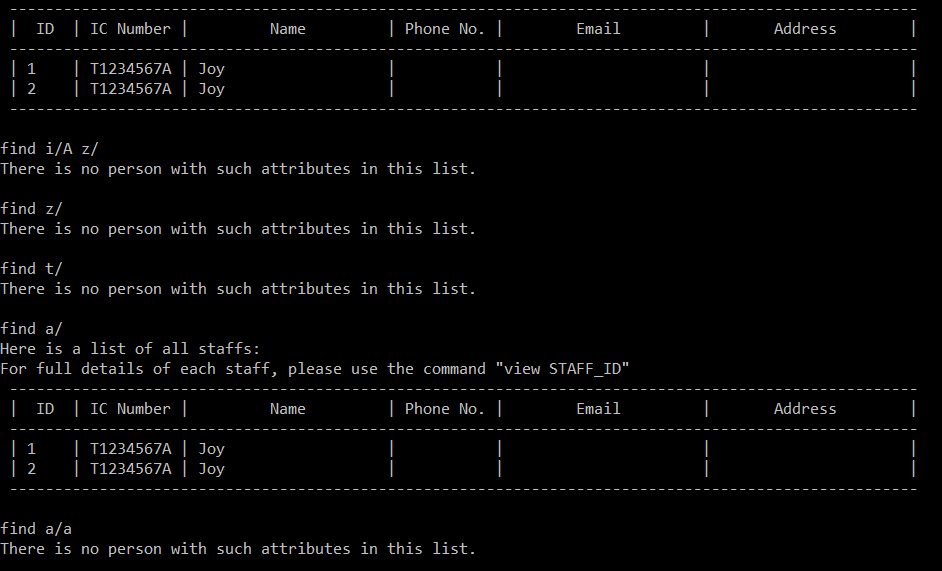 ---------------------------------------------------------------------------------------------------
|  ID  | IC Number |         Name         | Phone No. |        Email         |       Address        |
---------------------------------------------------------------------------------------------------
| 1    | T1234567A | Joy                  |           |                      |                      |
| 2    | T1234567A | Joy                  |           |                      |                      |
---------------------------------------------------------------------------------------------------
find i/A z/
There is no person with such attributes in this list.
find z/
There is no person with such attributes in this list.
find t/
There is no person with such attributes in this list.
find a/
Here is a list of all staffs:
For full details of each staff, please use the command "view STAFF_ID"
---------------------------------------------------------------------------------------------------
|  ID  | IC Number |         Name         | Phone No. |        Email         |       Address        |
---------------------------------------------------------------------------------------------------
| 1    | T1234567A | Joy                  |           |                      |                      |
| 2    | T1234567A | Joy                  |           |                      |                      |
---------------------------------------------------------------------------------------------------
find a/a
There is no person with such attributes in this list.